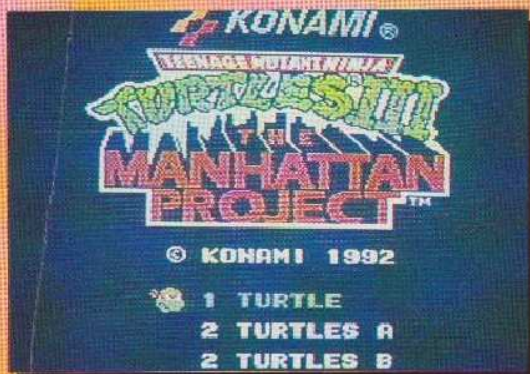 KONAMI®
TEENAGE MUTANT NINJA
TURTLES® III
THE
MANHATTAN
PROJECT™
© KONAMI 1992
1 TURTLE
2 TURTLES A
2 TURTLES B